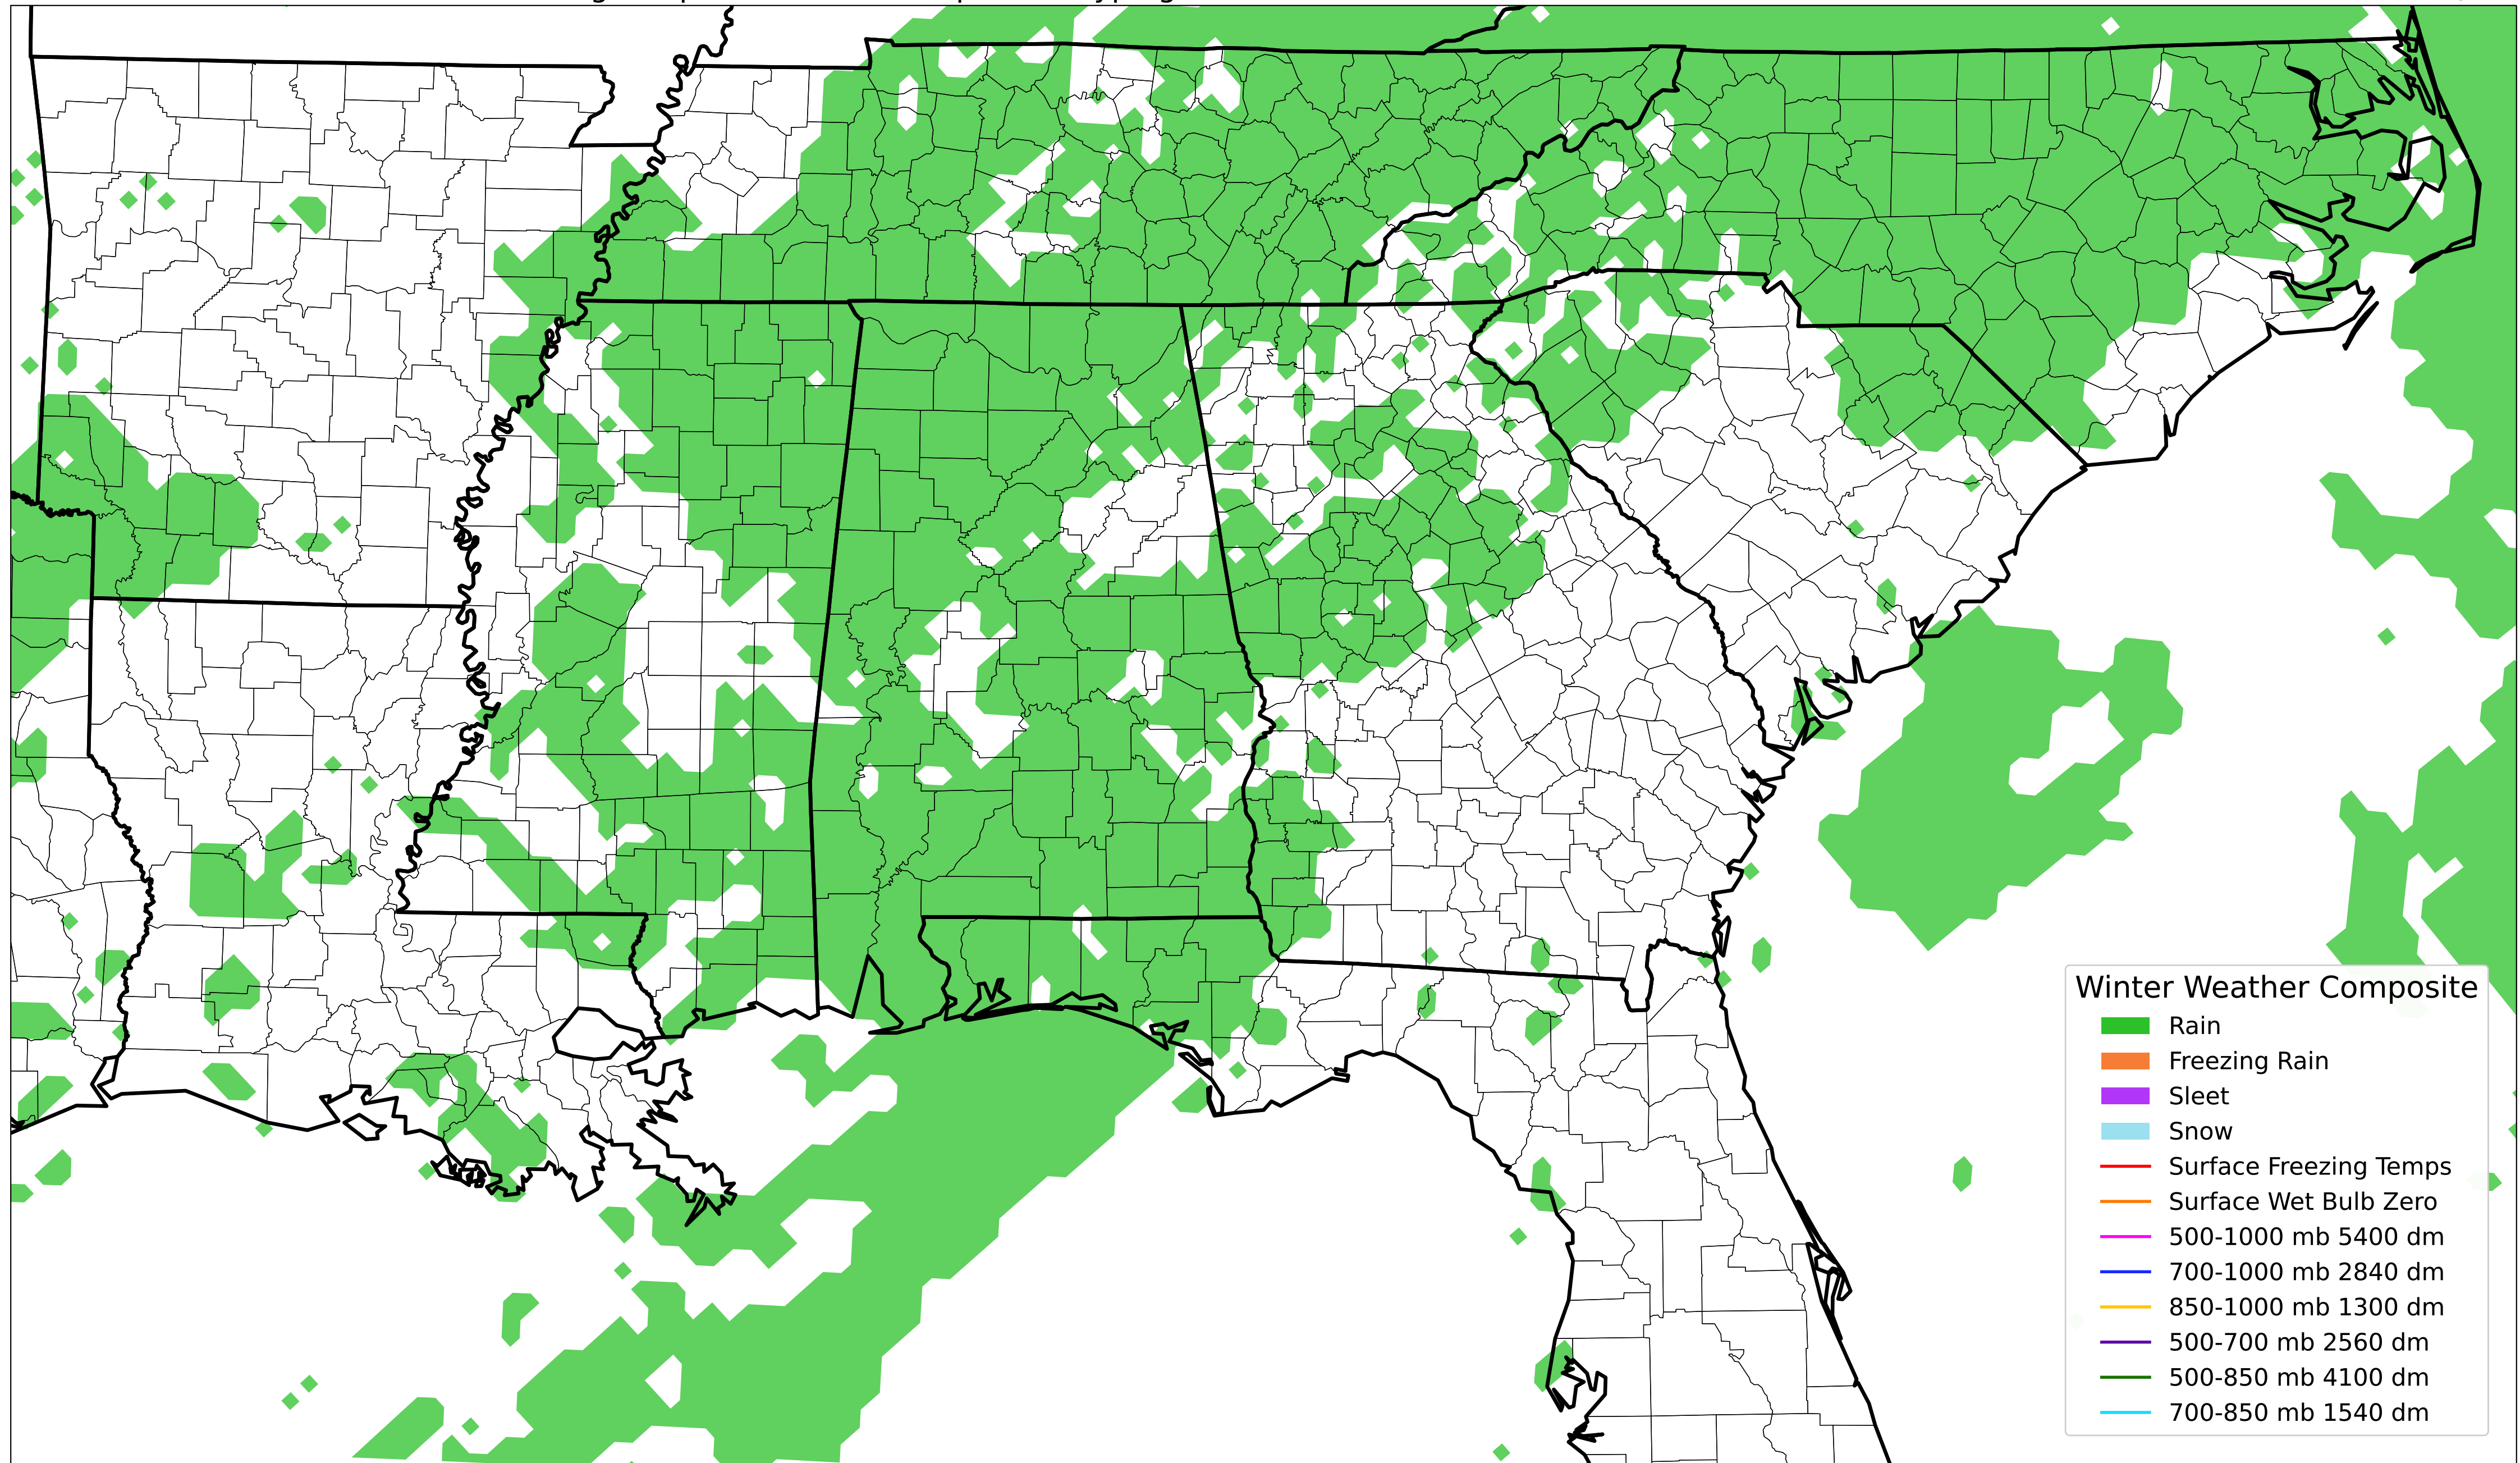 Winter Weather Composite
Rain
Freezing Rain
Sleet
Snow
Surface Freezing Temps
Surface Wet Bulb Zero
500-1000 mb 5400 dm
700-1000 mb 2840 dm
850-1000 mb 1300 dm
500-700 mb 2560 dm
500-850 mb 4100 dm
700-850 mb 1540 dm